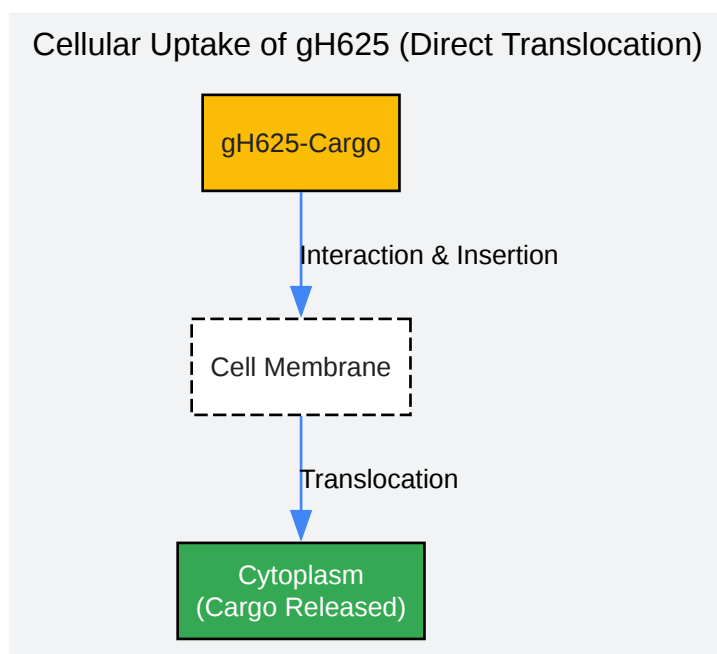 Cellular Uptake of gH625 (Direct Translocation)
gH625-Cargo
Interaction & Insertion
Cell Membrane
Translocation
Cytoplasm
(Cargo Released)